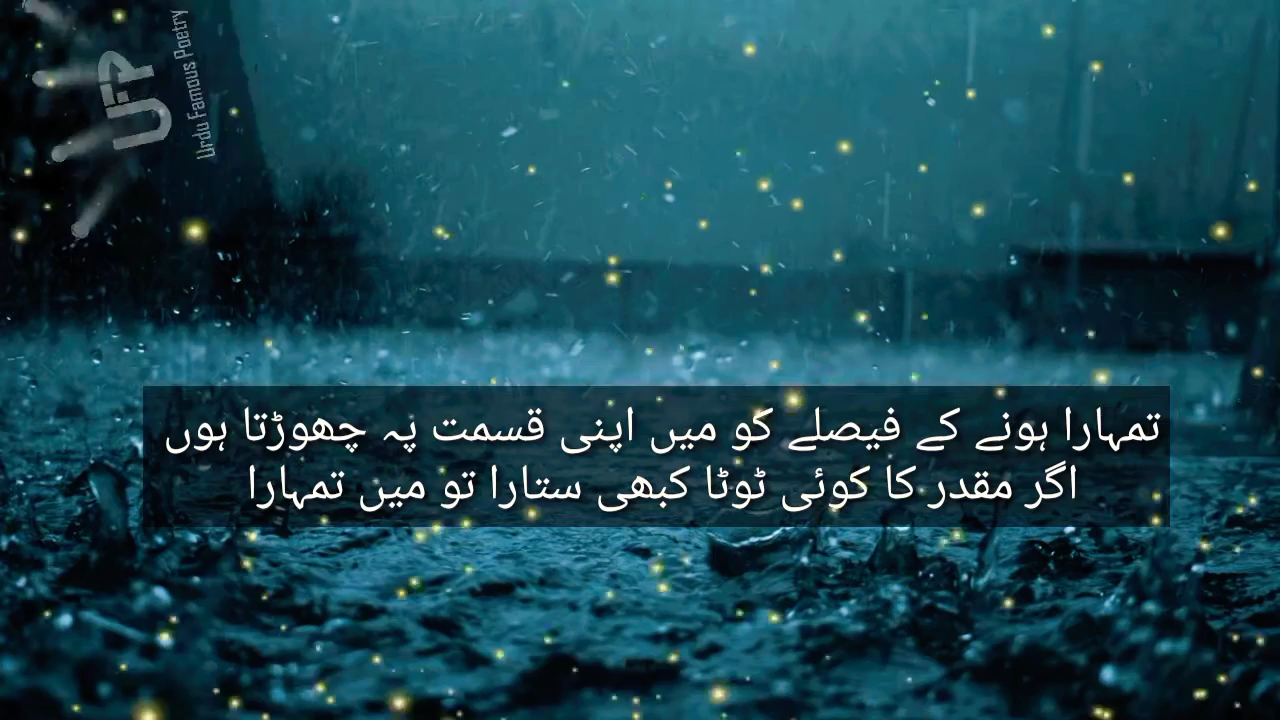 UFP
Urdu Famous Poetry
تمہارا ہونے کے فیصلے کو میں اپنی قسمت پہ چھوڑتا ہوں
اگر مقدر کا کوئی ٹوٹا کبھی ستارا تو میں تمہارا